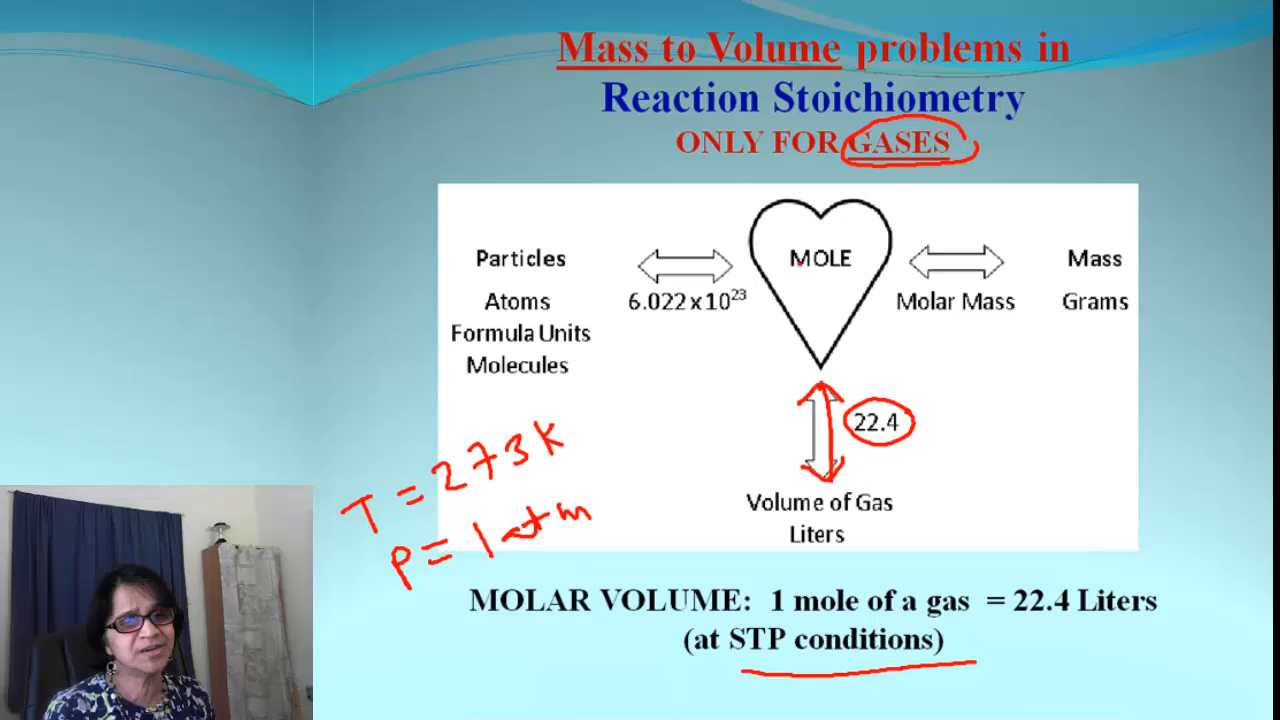 Mass to Volume problems in
Reaction Stoichiometry
ONLY FOR GASES
Particles
Atoms
Formula Units
Molecules
6.022 x 10²³
MOLE
Molar Mass
Mass
Grams
22.4
Volume of Gas
Liters
T = 273 K
P = 1 atm
MOLAR VOLUME: 1 mole of a gas = 22.4 Liters
(at STP conditions)